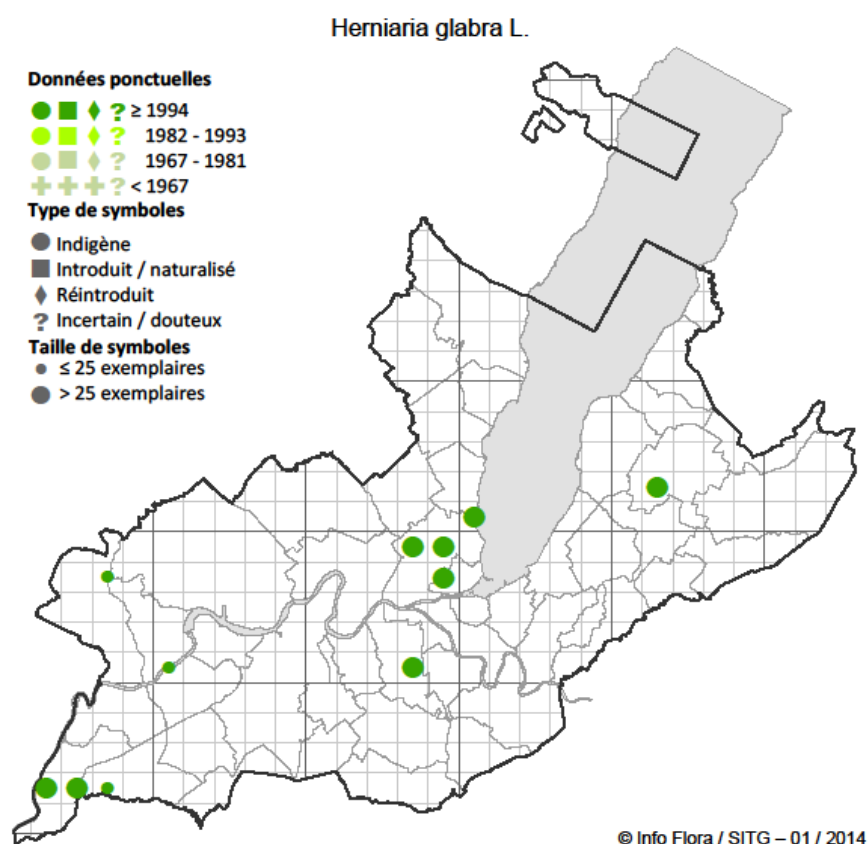 Herniaria glabra L.
Données ponctuelles
? ≥ 1994
? 1982 - 1993
? 1967 - 1981
? < 1967
Type de symboles
Indigène
Introduit / naturalisé
Réintroduit
? Incertain / douteux
Taille de symboles
≤ 25 exemplaires
> 25 exemplaires
© Info Flora / SITG – 01 / 2014